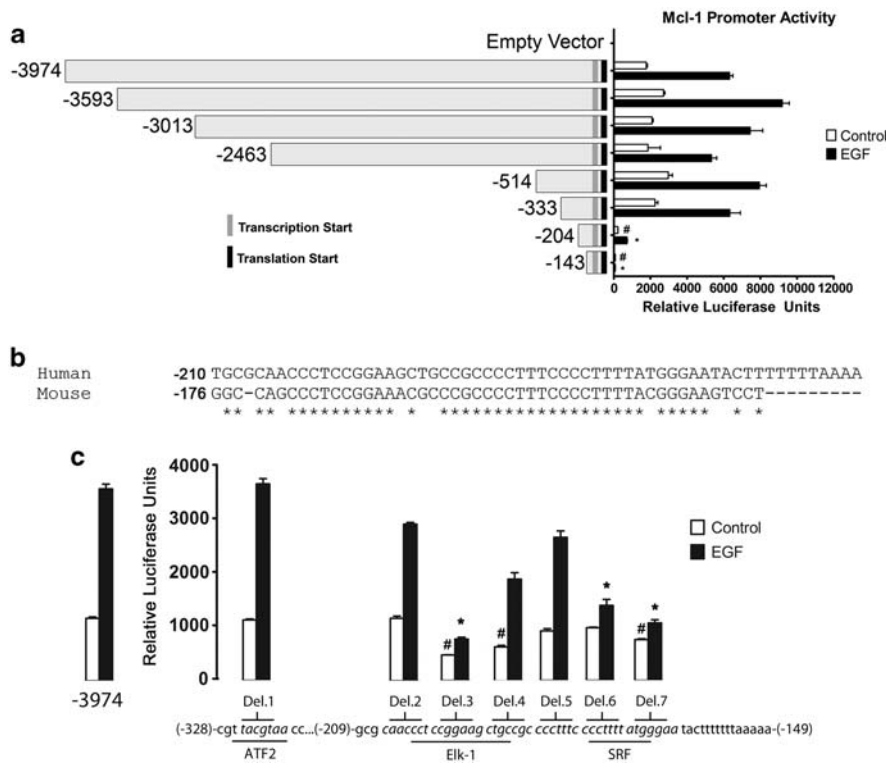 a
Mcl-1 Promoter Activity
Empty Vector
-3974
-3593
-3013
-2463
-514
-333
-204
-143
Control
EGF
Transcription Start
Translation Start
#
*
#
*
0 2000 4000 6000 8000 10000 12000
Relative Luciferase Units
b
Human -210 TGCGCAACCCTCCGGAAGCTGCCGCCCCTTTCCCCTTTTATGGGAATACTTTTTTTAAAA
Mouse -176 GGC-CAGCCCTCCGGAAACGCCCGCCCCTTTCCCCTTTTACGGGAAGTCCT---------
** ** ******* * ************** **** * *
c
Relative Luciferase Units
4000
3000
2000
1000
0
Control
EGF
# * # * # *
-3974
Del.1 Del.2 Del.3 Del.4 Del.5 Del.6 Del.7
(-328)-cgt tacgtaa cc...(-209)-gcg caaccct ccggaag ctgccgc ccctttc cccttttt atgggaa tactttttttaaaaa-(-149)
ATF2 Elk-1 SRF